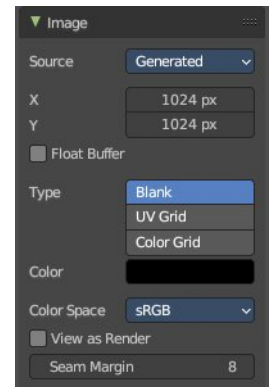 Image
Source Generated
X 1024 px
Y 1024 px
Float Buffer
Type Blank
UV Grid
Color Grid
Color
Color Space sRGB
View as Render
Seam Margin 8